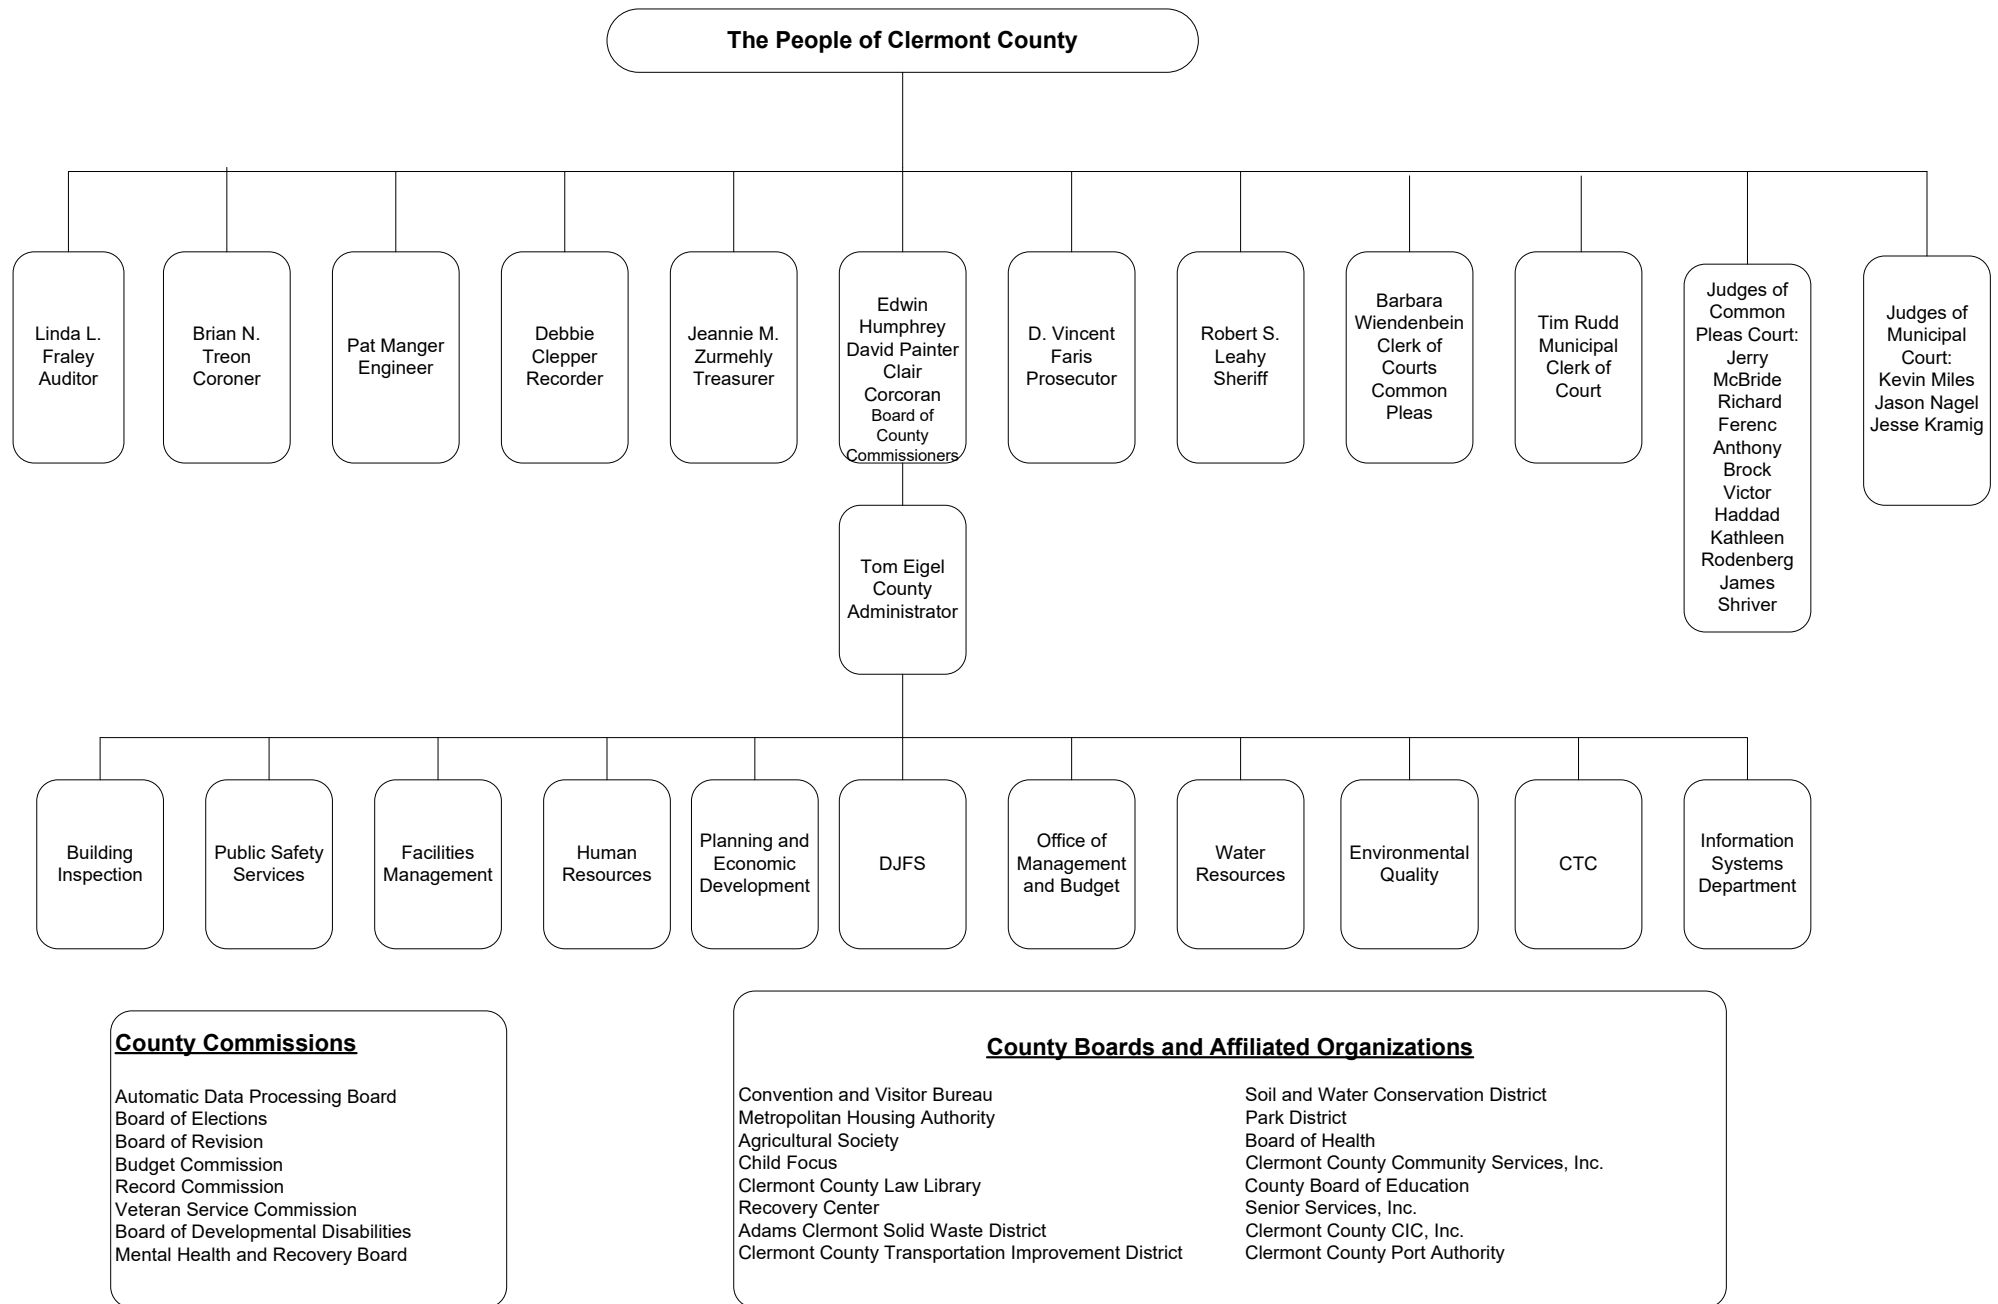 The People of Clermont County
Linda L.
Fraley
Auditor
Brian N.
Treon
Coroner
Pat Manger
Engineer
Debbie
Clepper
Recorder
Jeannie M.
Zurmehly
Treasurer
Edwin
Humphrey
David Painter
Clair
Corcoran
Board of
County
Commissioners
D. Vincent
Faris
Prosecutor
Robert S.
Leahy
Sheriff
Barbara
Wiendenbein
Clerk of
Courts
Common
Pleas
Tim Rudd
Municipal
Clerk of
Court
Judges of
Common
Pleas Court:
Jerry
McBride
Richard
Ferenc
Anthony
Brock
Victor
Haddad
Kathleen
Rodenberg
James
Shriver
Judges of
Municipal
Court:
Kevin Miles
Jason Nagel
Jesse Kramig
Tom Eigel
County
Administrator
Building
Inspection
Public Safety
Services
Facilities
Management
Human
Resources
Planning and
Economic
Development
DJFS
Office of
Management
and Budget
Water
Resources
Environmental
Quality
CTC
Information
Systems
Department
County Commissions
Automatic Data Processing Board
Board of Elections
Board of Revision
Budget Commission
Record Commission
Veteran Service Commission
Board of Developmental Disabilities
Mental Health and Recovery Board
County Boards and Affiliated Organizations
Convention and Visitor Bureau
Metropolitan Housing Authority
Agricultural Society
Child Focus
Clermont County Law Library
Recovery Center
Adams Clermont Solid Waste District
Clermont County Transportation Improvement District
Soil and Water Conservation District
Park District
Board of Health
Clermont County Community Services, Inc.
County Board of Education
Senior Services, Inc.
Clermont County CIC, Inc.
Clermont County Port Authority